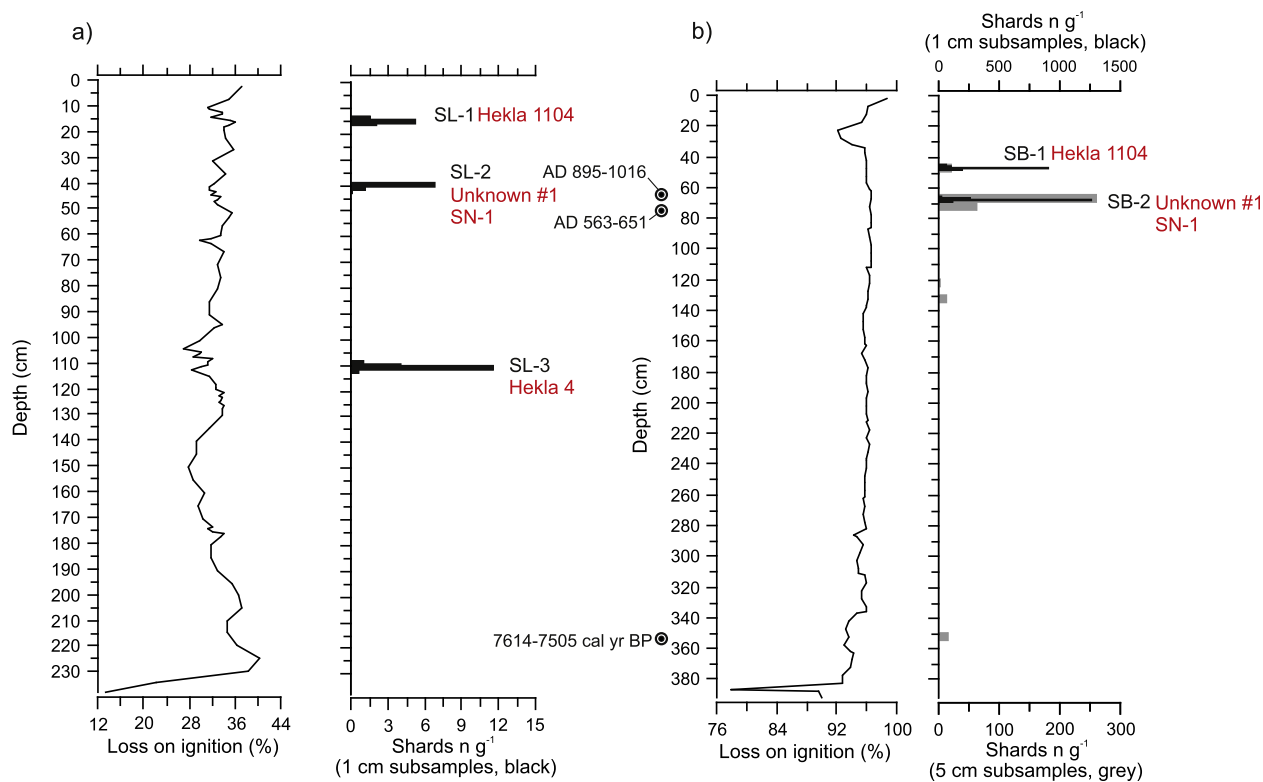 a)
0
10
20
30
40
50
60
70
80
90
100
110
120
130
140
150
160
170
180
190
200
210
220
230
Depth (cm)
12
20
28
36
44
Loss on ignition (%)
SL-1 Hekla 1104
SL-2
Unknown #1
SN-1
SL-3
Hekla 4
0
3
6
9
12
15
Shards n g⁻¹
(1 cm subsamples, black)
b)
AD 895-1016
AD 563-651
7614-7505 cal yr BP
0
20
40
60
80
100
120
140
160
180
200
220
240
260
280
300
320
340
360
380
Depth (cm)
76
84
92
100
Loss on ignition (%)
Shards n g⁻¹
(1 cm subsamples, black)
0
500
1000
1500
SB-1 Hekla 1104
SB-2 Unknown #1
SN-1
0
50
100
150
200
250
300
Shards n g⁻¹
(5 cm subsamples, grey)